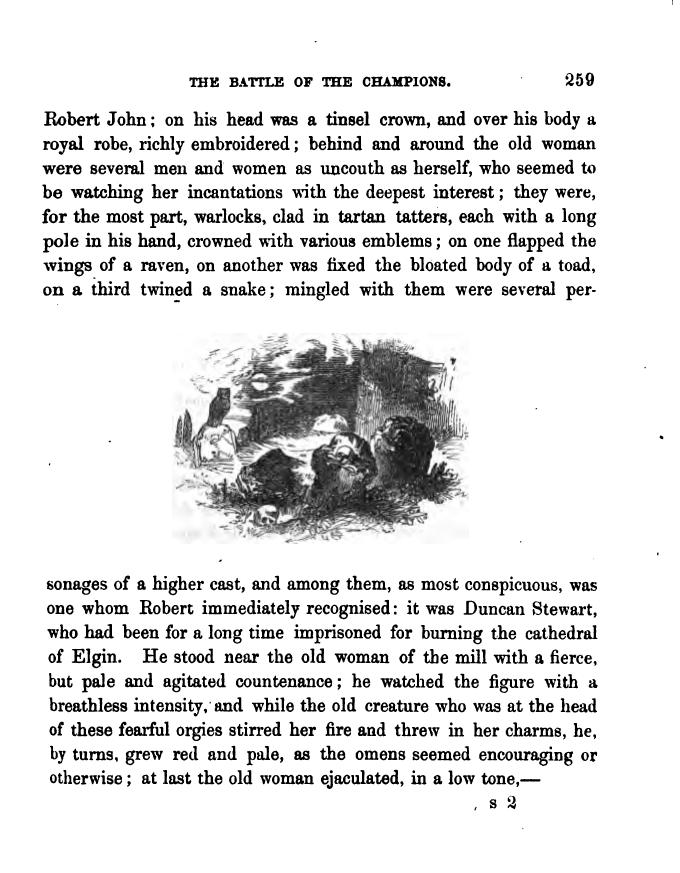 THE BATTLE OF THE CHAMPIONS. 259
Robert John; on his head was a tinsel crown, and over his body a
royal robe, richly embroidered; behind and around the old woman
were several men and women as uncouth as herself, who seemed to
be watching her incantations with the deepest interest; they were,
for the most part, warlocks, clad in tartan tatters, each with a long
pole in his hand, crowned with various emblems; on one flapped the
wings of a raven, on another was fixed the bloated body of a toad,
on a third twined a snake; mingled with them were several per-
sonages of a higher cast, and among them, as most conspicuous, was
one whom Robert immediately recognised: it was Duncan Stewart,
who had been for a long time imprisoned for burning the cathedral
of Elgin. He stood near the old woman of the mill with a fierce,
but pale and agitated countenance; he watched the figure with a
breathless intensity, and while the old creature who was at the head
of these fearful orgies stirred her fire and threw in her charms, he,
by turns, grew red and pale, as the omens seemed encouraging or
otherwise; at last the old woman ejaculated, in a low tone,—
s 2